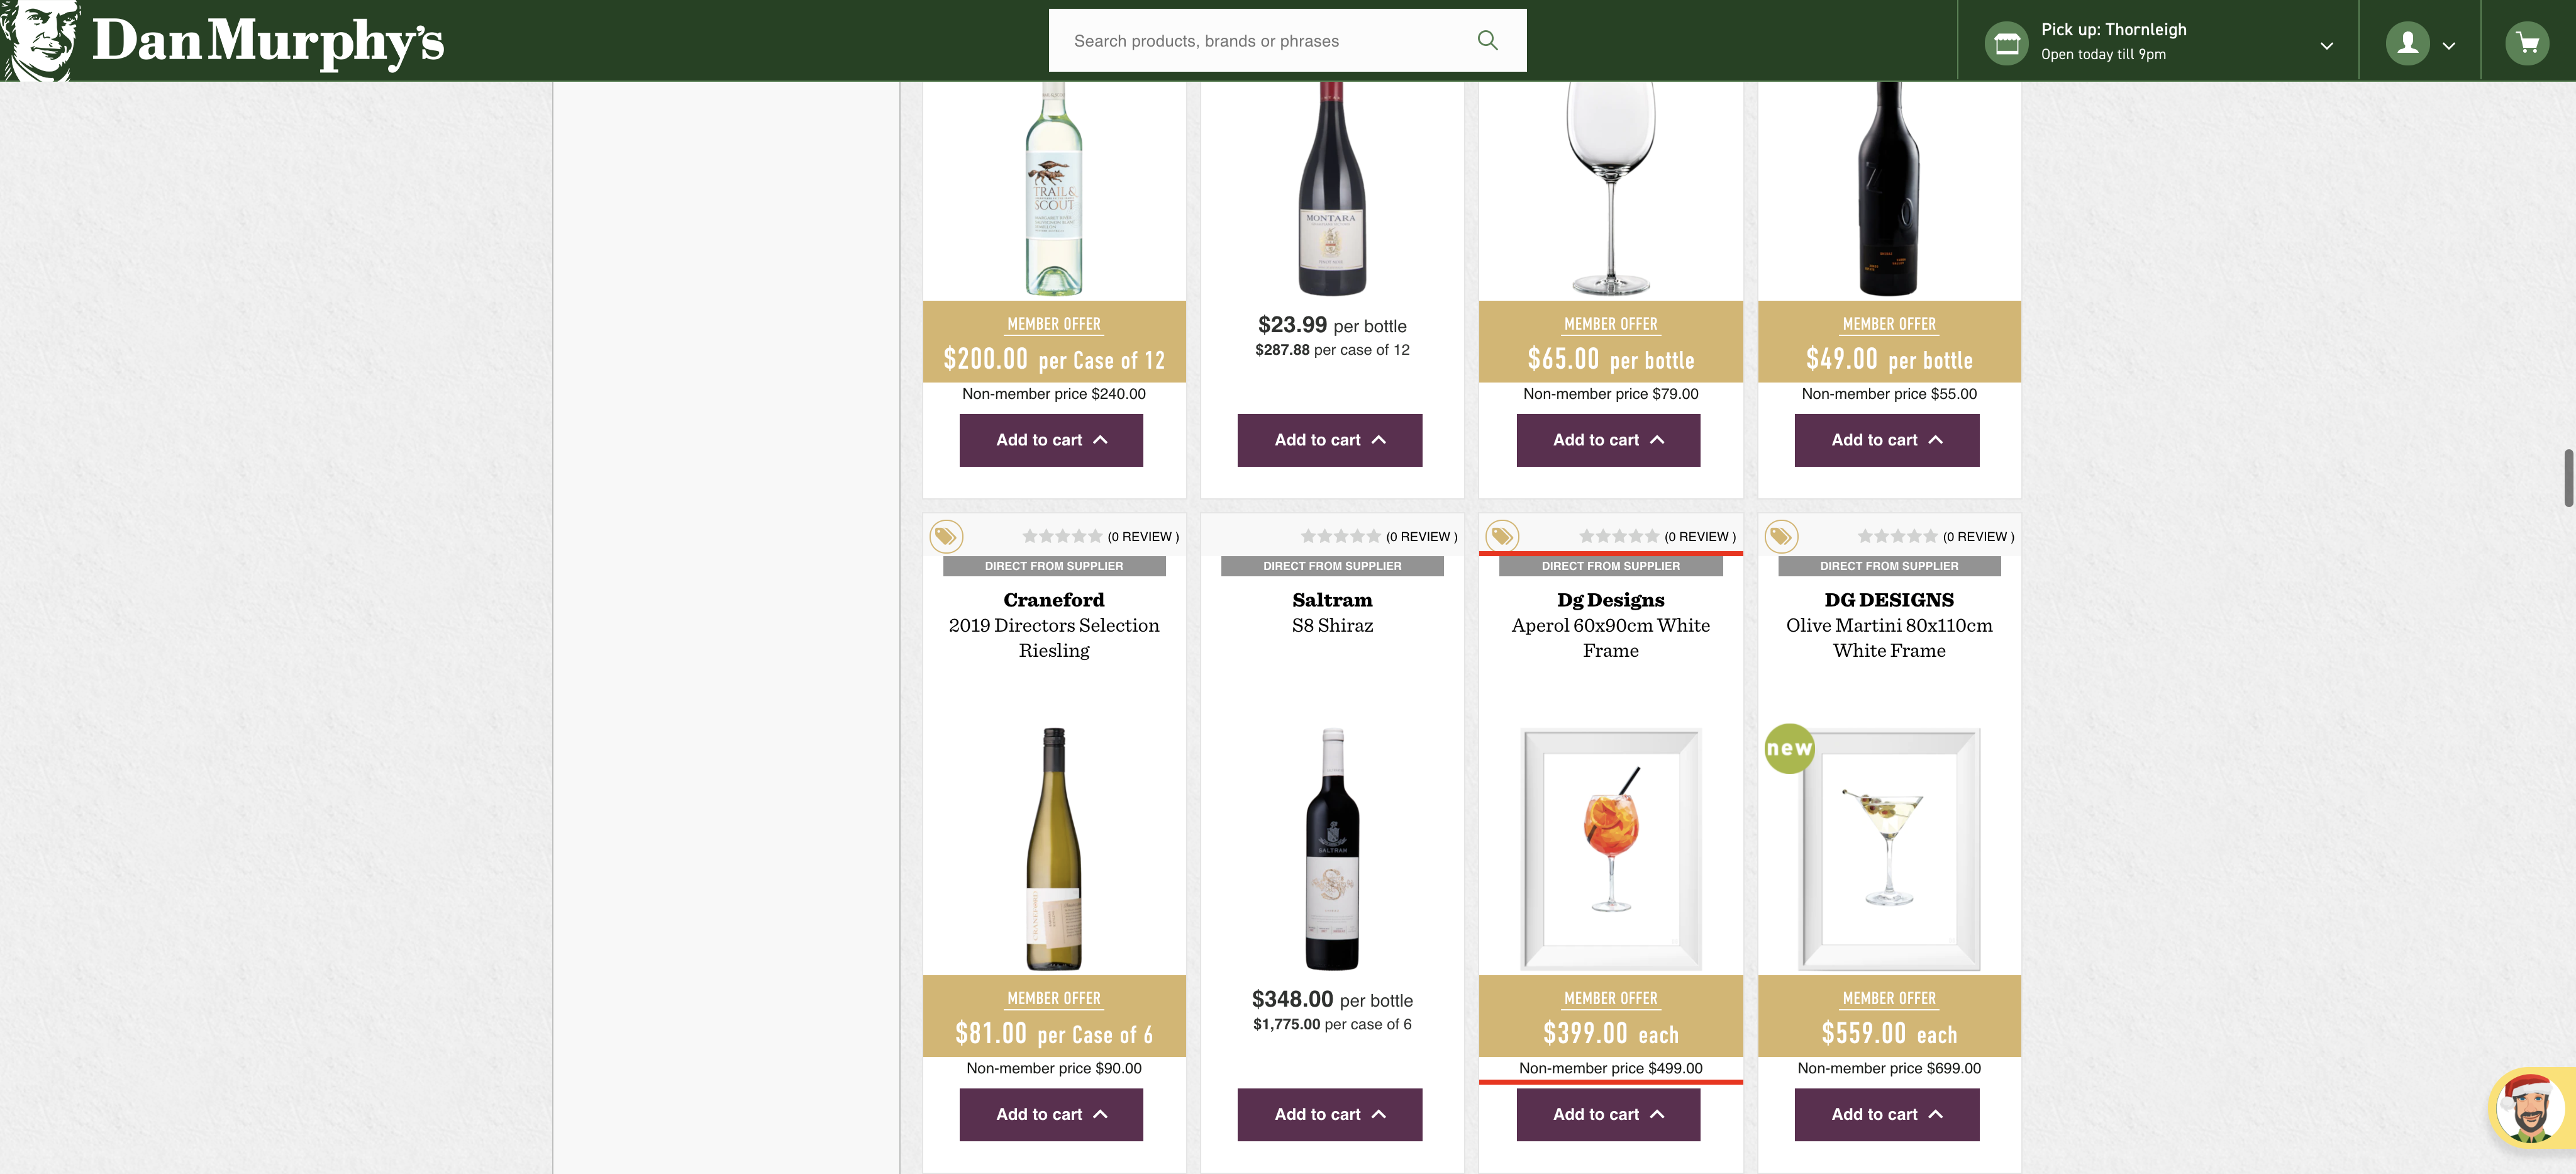 Dan Murphy's
Search products, brands or phrases
Pick up: Thornleigh
Open today till 9pm
TRAIL &
SCOUT
MEMBER OFFER
$200.00 per Case of 12
Non-member price $240.00
Add to cart
MONTARA
$23.99 per bottle
$287.88 per case of 12
Add to cart
MEMBER OFFER
$65.00 per bottle
Non-member price $79.00
Add to cart
MEMBER OFFER
$49.00 per bottle
Non-member price $55.00
Add to cart
(0 REVIEW )
DIRECT FROM SUPPLIER
Craneford
2019 Directors Selection
Riesling
MEMBER OFFER
$81.00 per Case of 6
Non-member price $90.00
Add to cart
(0 REVIEW )
DIRECT FROM SUPPLIER
Saltram
S8 Shiraz
SALTRAM
$348.00 per bottle
$1,775.00 per case of 6
Add to cart
(0 REVIEW )
DIRECT FROM SUPPLIER
Dg Designs
Aperol 60x90cm White
Frame
MEMBER OFFER
$399.00 each
Non-member price $499.00
Add to cart
(0 REVIEW )
DIRECT FROM SUPPLIER
DG DESIGNS
Olive Martini 80x110cm
White Frame
new
MEMBER OFFER
$559.00 each
Non-member price $699.00
Add to cart